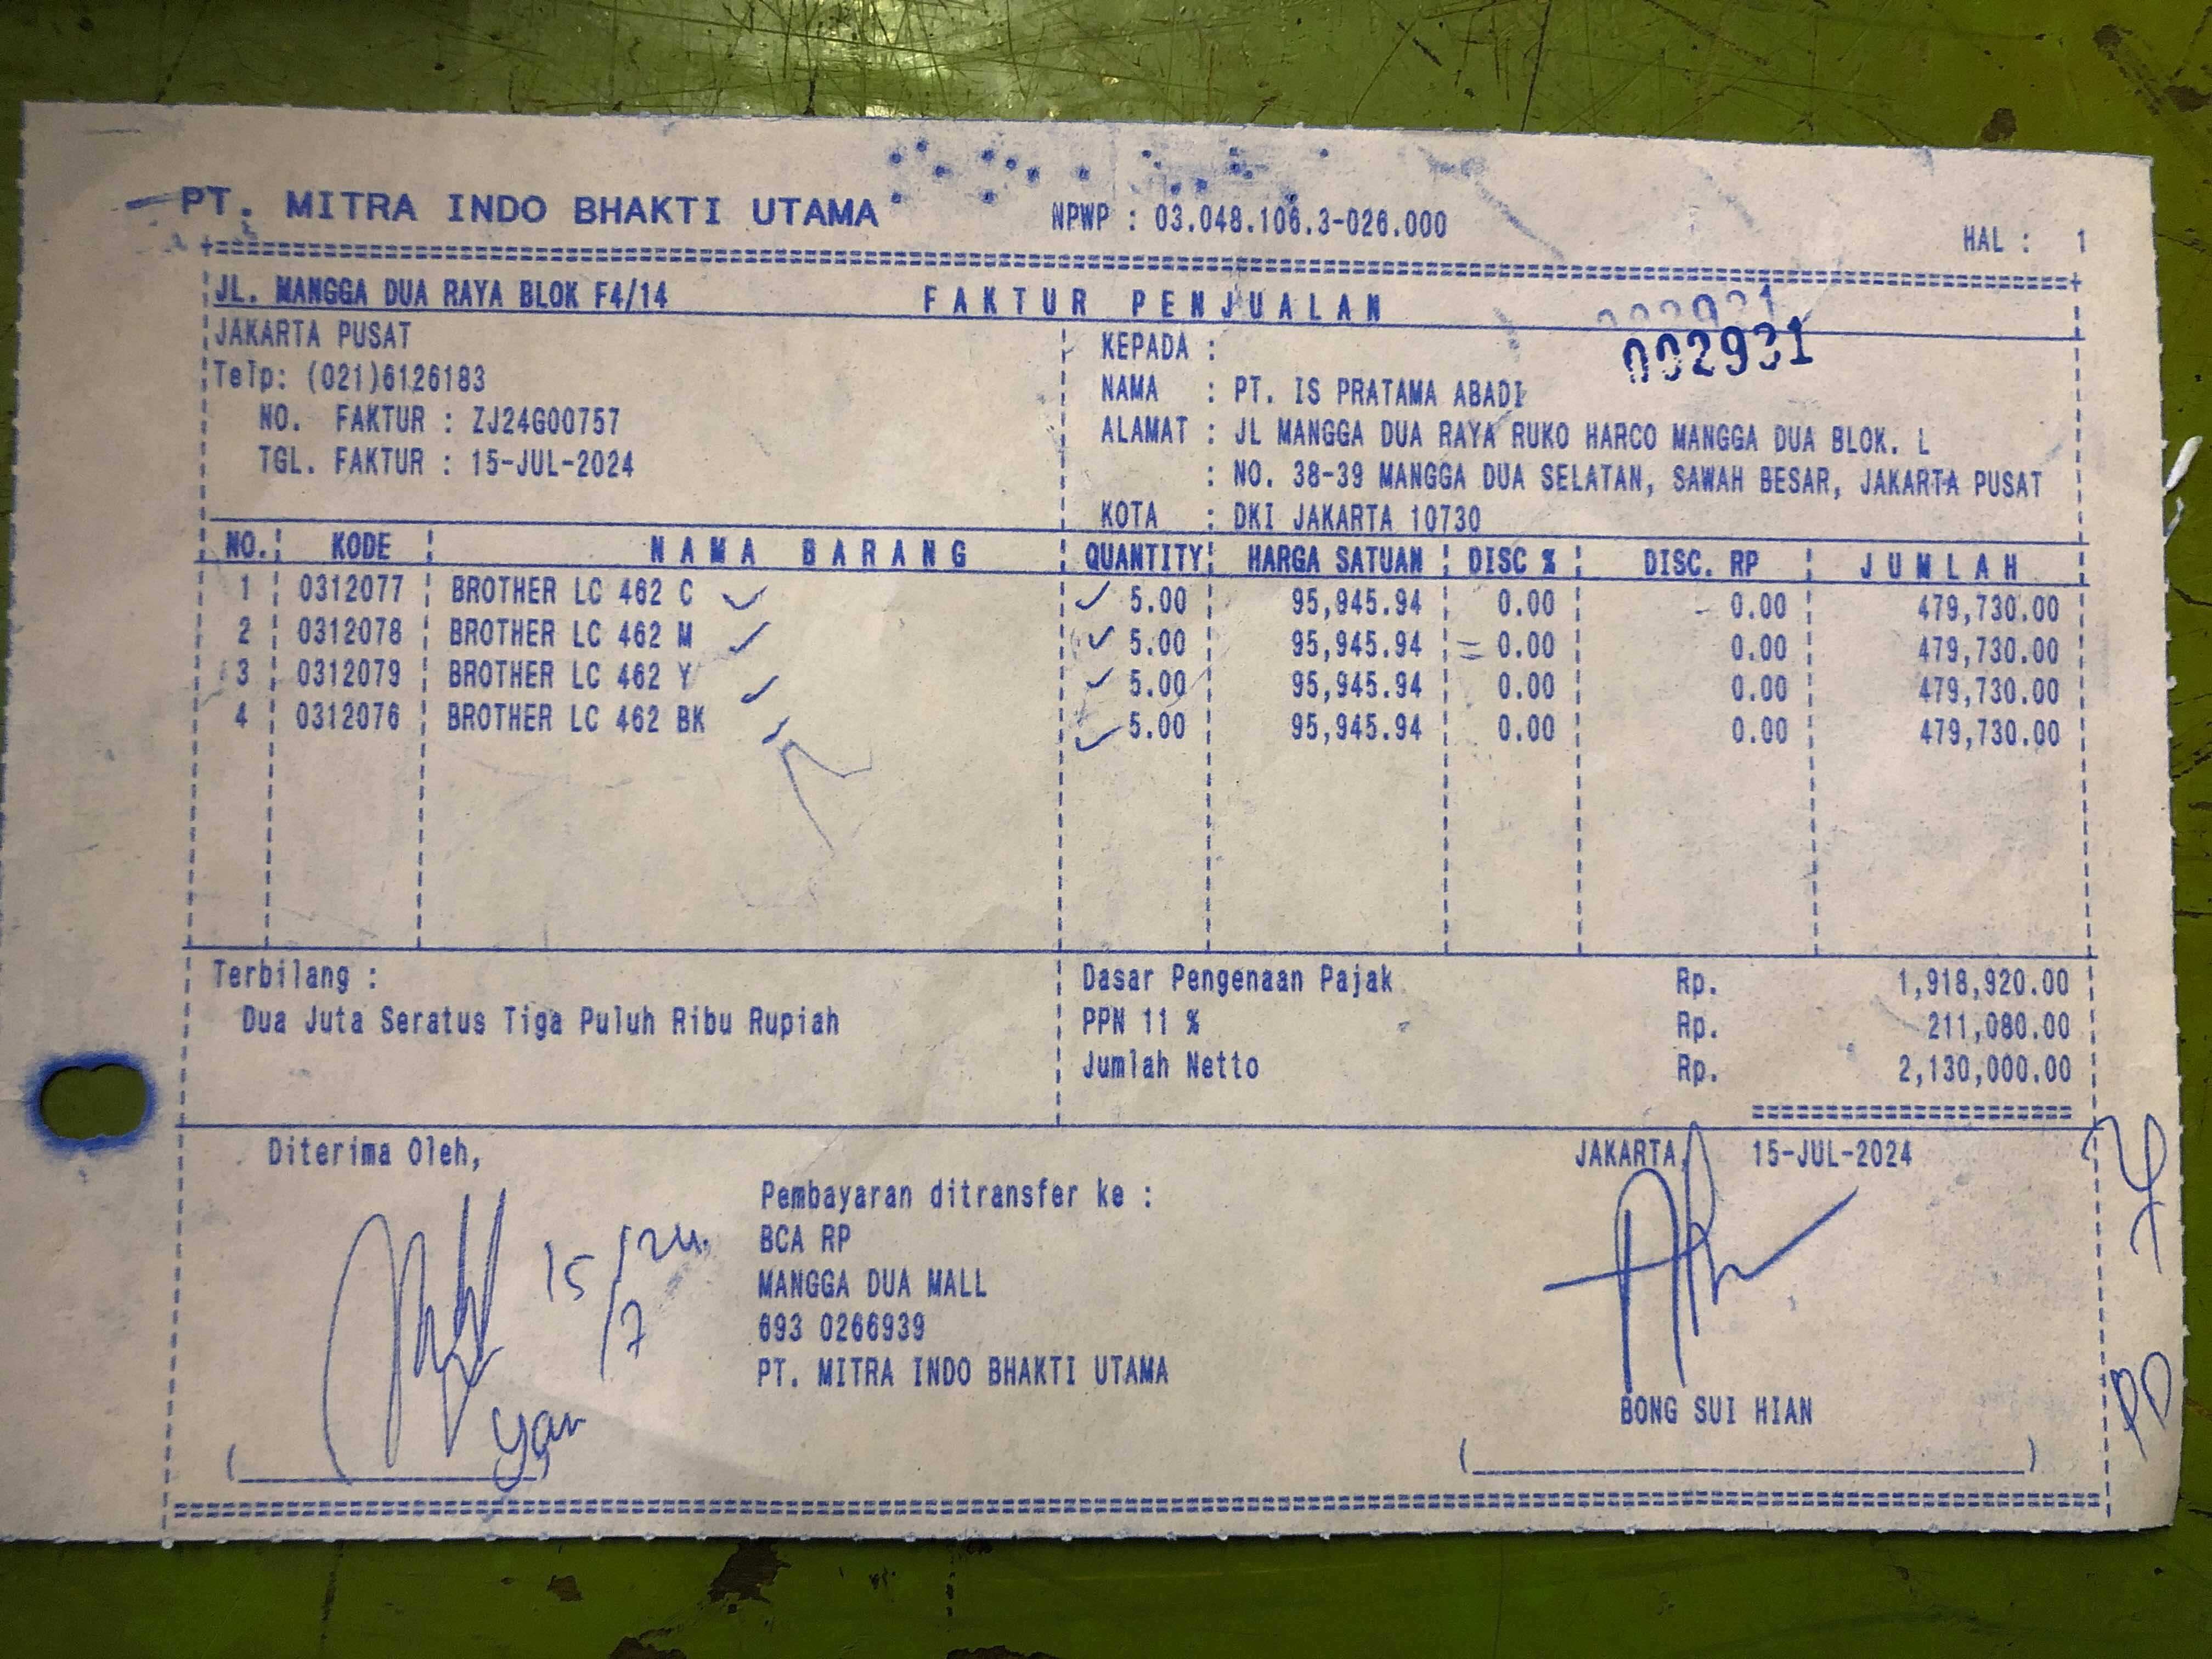 PT. MITRA INDO BHAKTI UTAMA NPWP : 03.048.106.3-026.000 HAL : 1
JL. MANGGA DUA RAYA BLOK F4/14 FAKTUR PENJUALAN
JAKARTA PUSAT
Telp: (021)6126183
NO. FAKTUR : ZJ24G00757
TGL. FAKTUR : 15-JUL-2024
002931
002931
KEPADA :
NAMA : PT. IS PRATAMA ABADI
ALAMAT : JL MANGGA DUA RAYA RUKO HARCO MANGGA DUA BLOK. L
: NO. 38-39 MANGGA DUA SELATAN, SAWAH BESAR, JAKARTA PUSAT
KOTA : DKI JAKARTA 10730
NO. KODE NAMA BARANG QUANTITY HARGA SATUAN DISC % DISC. RP JUMLAH
1 0312077 BROTHER LC 462 C 5.00 95,945.94 0.00 0.00 479,730.00
2 0312078 BROTHER LC 462 M 5.00 95,945.94 0.00 0.00 479,730.00
3 0312079 BROTHER LC 462 Y 5.00 95,945.94 0.00 0.00 479,730.00
4 0312076 BROTHER LC 462 BK 5.00 95,945.94 0.00 0.00 479,730.00
Terbilang :
Dua Juta Seratus Tiga Puluh Ribu Rupiah
Dasar Pengenaan Pajak Rp. 1,918,920.00
PPN 11 % Rp. 211,080.00
Jumlah Netto Rp. 2,130,000.00
Diterima Oleh,
15/7/24
yan
Pembayaran ditransfer ke :
BCA RP
MANGGA DUA MALL
693 0266939
PT. MITRA INDO BHAKTI UTAMA
JAKARTA, 15-JUL-2024
BONG SUI HIAN